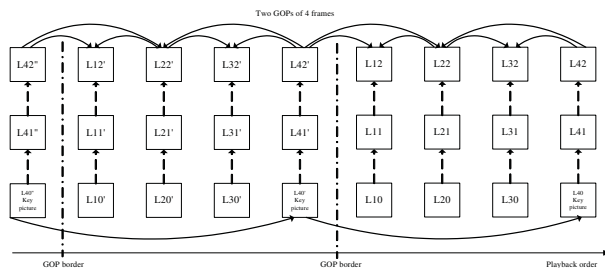 Two GOPs of 4 frames
L42" L12' L22' L32' L42' L12 L22 L32 L42
L41" L11' L21' L31' L41' L11 L21 L31 L41
L40" Key picture L10' L20' L30' L40' Key picture L10 L20 L30 L40 Key picture
GOP border GOP border Playback order